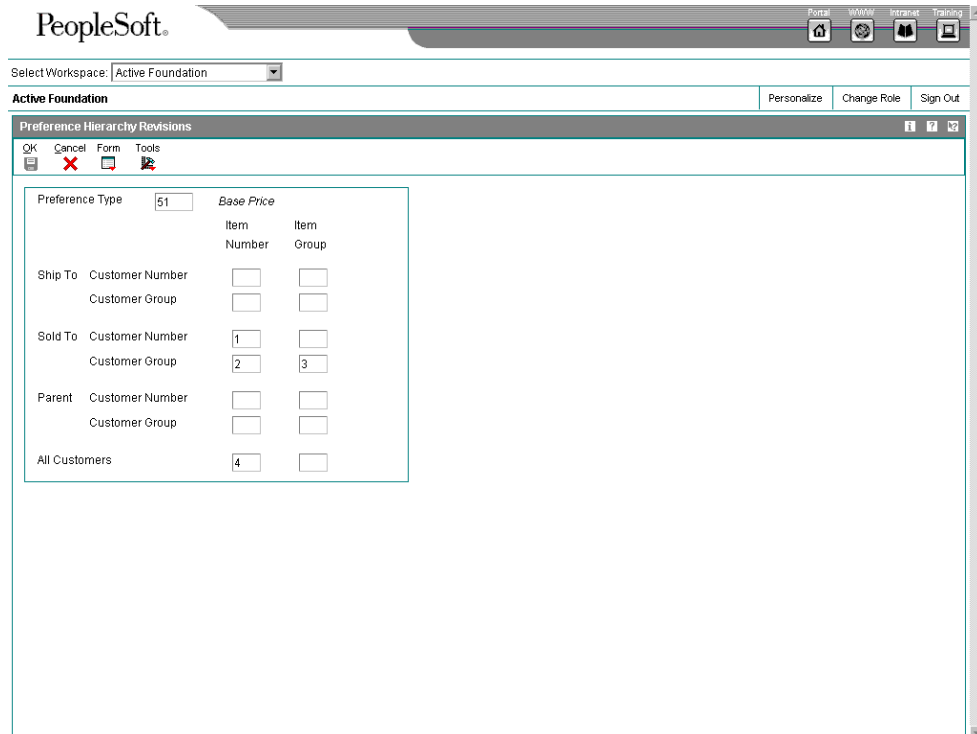 PeopleSoft®
Portal WWW Intranet Training
Select Workspace: Active Foundation
Active Foundation Personalize Change Role Sign Out
Preference Hierarchy Revisions
OK Cancel Form Tools
Preference Type 51 Base Price
Item Item
Number Group
Ship To Customer Number
Customer Group
Sold To Customer Number 1
Customer Group 2 3
Parent Customer Number
Customer Group
All Customers 4